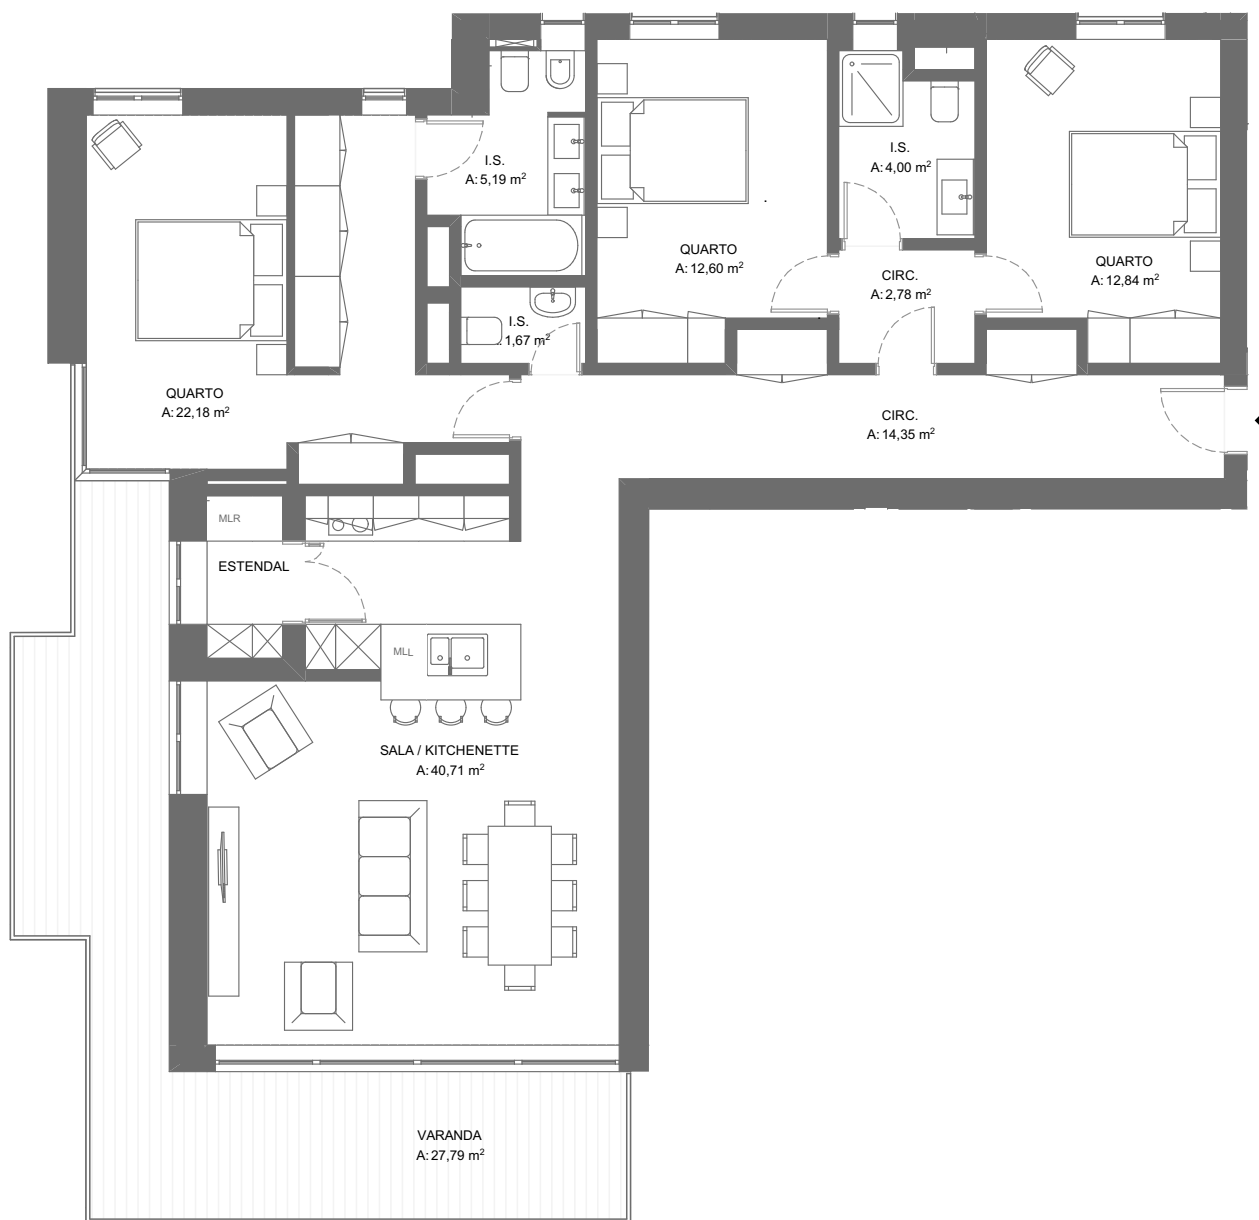 I.S.
A: 5,19 m²
I.S.
A: 4,00 m²
QUARTO
A: 12,60 m²
CIRC.
A: 2,78 m²
QUARTO
A: 12,84 m²
I.S.
1,67 m²
QUARTO
A: 22,18 m²
CIRC.
A: 14,35 m²
MLR
ESTENDAL
MLL
SALA / KITCHENETTE
A: 40,71 m²
VARANDA
A: 27,79 m²